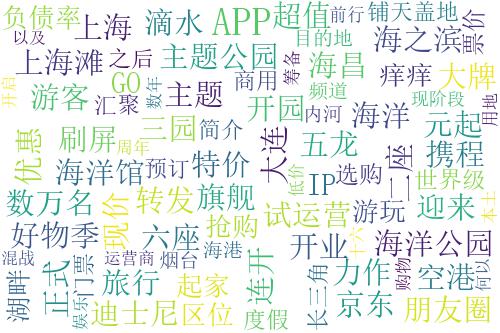 负债率
上海
滴水
APP
超值
前行
铺天盖地
以及
目的地
海之滨
票价
上海滩
之后
主题公园
筹备
海昌
痒痒
大牌
开启
游客
GO
汇聚
数年
主题
商用
频道
现阶段
用地
开园
内河
海洋
元起
优惠
刷屏
三园
周年
简介
大连
五龙
携程
海洋馆
预订
特价
低价
IP
选购
二座
世界级
数万名
现价
转发
旗舰
试运营
游玩
迎来
本土
好物季
六座
抢购
开业
十六
海洋公园
混战
运营商
海港
烟台
连开
长三角
力作
购物
空港
何以
湖畔
正式
娱乐
门票
旅行
起家
度假
京东
迪士尼
区位
朋友圈